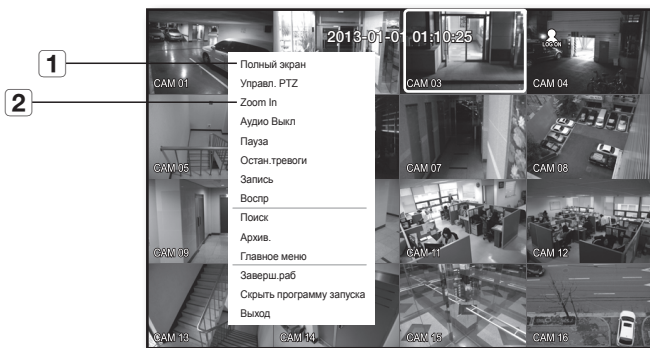 2013-01-01 01:10:25
LOG ON
CAM 01
CAM 03
CAM 04
1
2
Полный экран
Управл. PTZ
Zoom In
Аудио Выкл
Пауза
Остан.тревоги
Запись
Воспр
Поиск
Архив.
Главное меню
Заверш.раб
Скрыть программу запуска
Выход
CAM 05
CAM 07
CAM 08
CAM 09
CAM 11
CAM 12
CAM 13
CAM 14
CAM 15
CAM 16